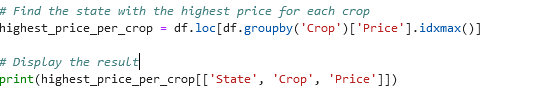 # Find the state with the highest price for each crop
highest_price_per_crop = df.loc[df.groupby('Crop')['Price'].idxmax()]
# Display the result
print(highest_price_per_crop[['State', 'Crop', 'Price']])